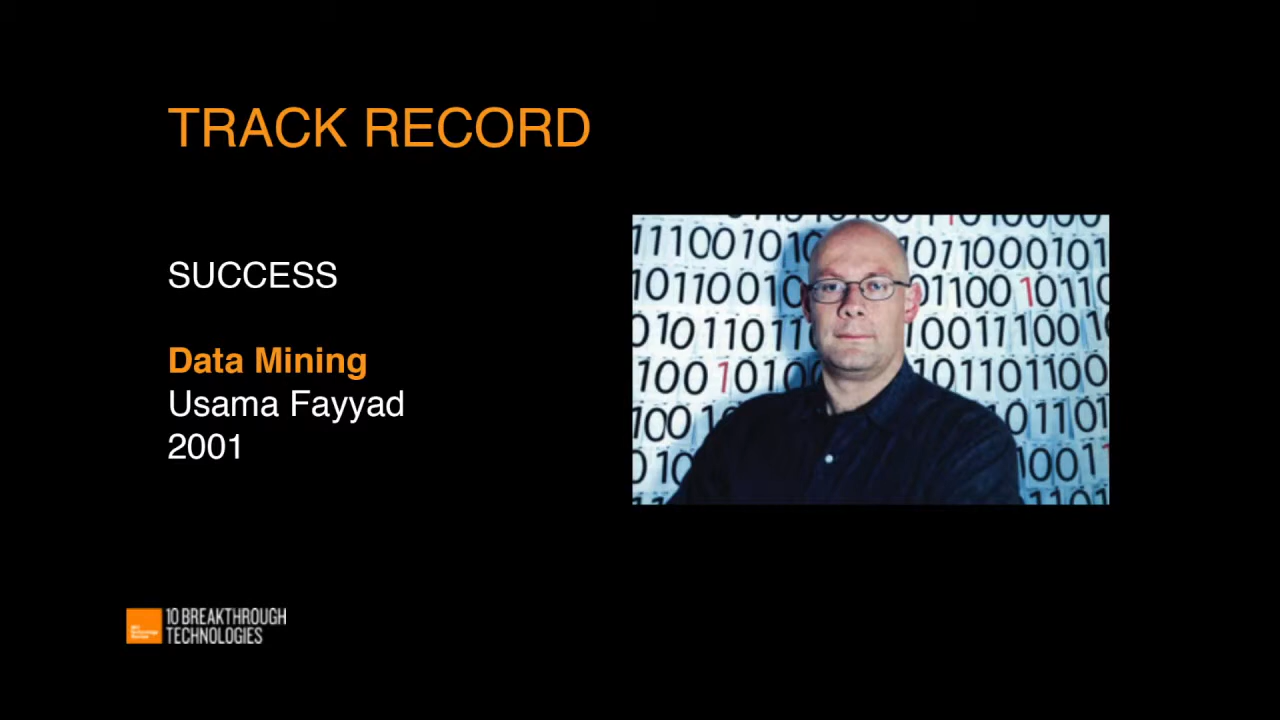 TRACK RECORD
SUCCESS
Data Mining
Usama Fayyad
2001
10 BREAKTHROUGH
TECHNOLOGIES